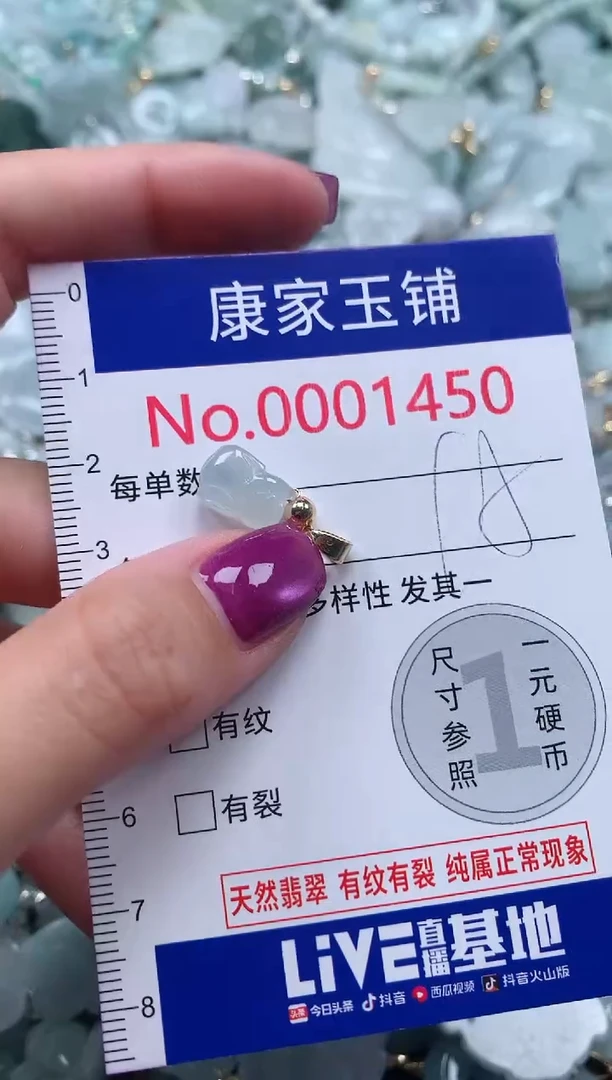 0
康家玉铺
1
No.0001450
2
每单数
3
多样性 发其一
尺寸参照
1
一元硬币
有纹
6
有裂
天然翡翠 有纹有裂 纯属正常现象
7
LiVE直播基地
8
头条 今日头条 抖音 西瓜视频 抖音火山版